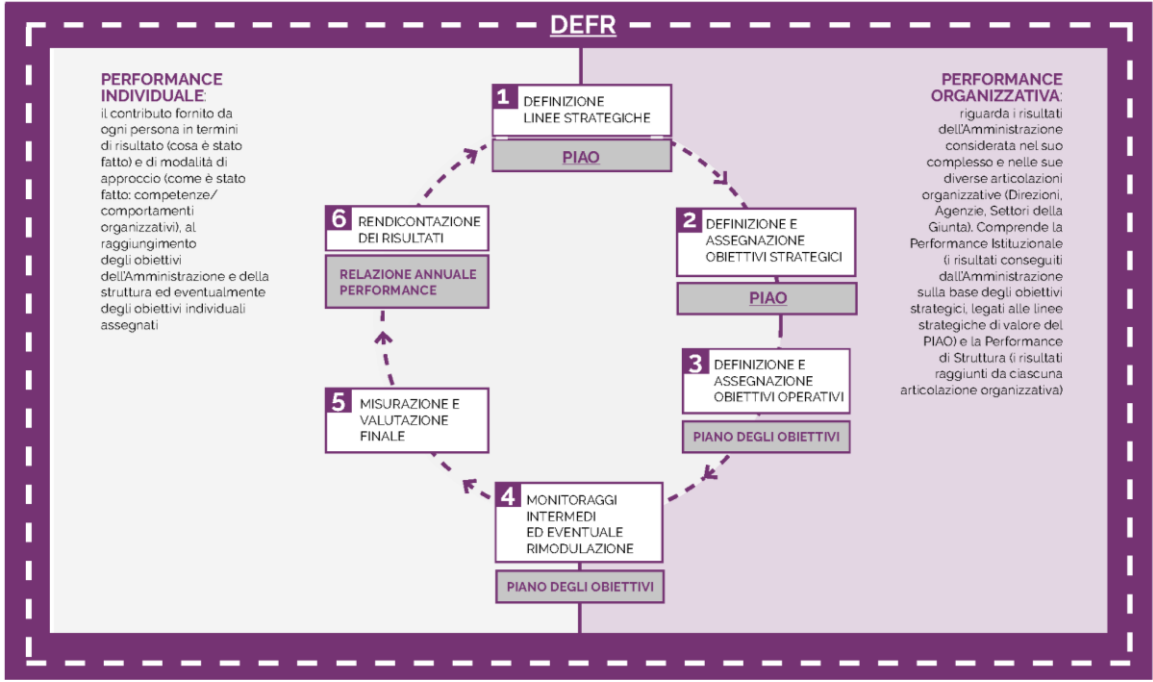 DEFR
PERFORMANCE
INDIVIDUALE:
il contributo fornito da
ogni persona in termini
di risultato (cosa è stato
fatto) e di modalità di
approccio (come è stato
fatto: competenze/
comportamenti
organizzativi), al
raggiungimento
degli obiettivi
dell'Amministrazione e della
struttura ed eventualmente
degli obiettivi individuali
assegnati
1 DEFINIZIONE
LINEE STRATEGICHE
PIAO
2 DEFINIZIONE E
ASSEGNAZIONE
OBIETTIVI STRATEGICI
PIAO
3 DEFINIZIONE E
ASSEGNAZIONE
OBIETTIVI OPERATIVI
PIANO DEGLI OBIETTIVI
4 MONITORAGGI
INTERMEDI
ED EVENTUALE
RIMODULAZIONE
PIANO DEGLI OBIETTIVI
5 MISURAZIONE E
VALUTAZIONE
FINALE
6 RENDICONTAZIONE
DEI RISULTATI
RELAZIONE ANNUALE
PERFORMANCE
PERFORMANCE
ORGANIZZATIVA:
riguarda i risultati
dell'Amministrazione
considerata nel suo
complesso e nelle sue
diverse articolazioni
organizzative (Direzioni,
Agenzie, Settori della
Giunta). Comprende la
Performance Istituzionale
(i risultati conseguiti
dall'Amministrazione
sulla base degli obiettivi
strategici, legati alle linee
strategiche di valore del
PIAO) e la Performance
di Struttura (i risultati
raggiunti da ciascuna
articolazione organizzativa)